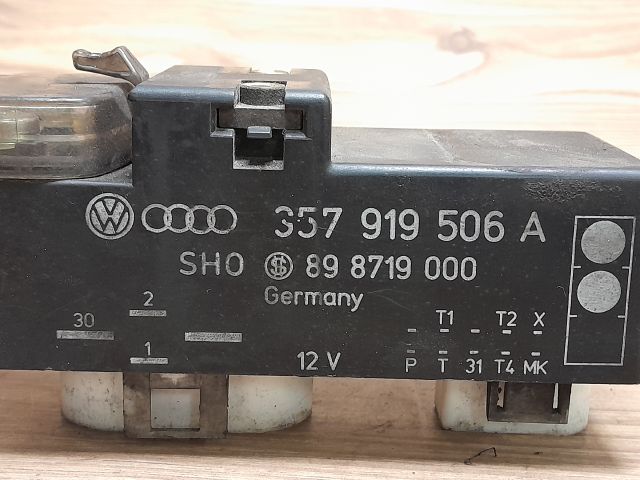 357 919 506 A
SHO 89 8719 000
Germany
2
30
1
12 V
T1 T2 X
P T 31 T4 MK